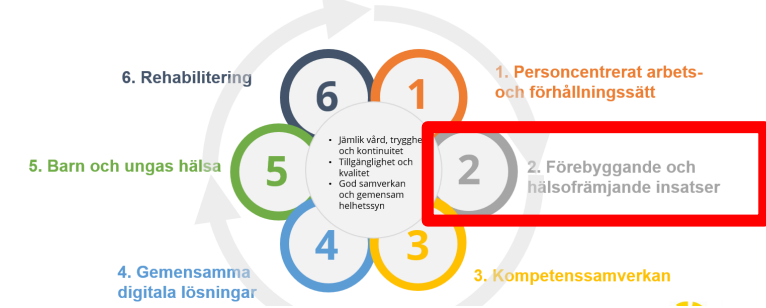 6. Rehabilitering
6
1
1. Personcentrerat arbets-
och förhållningssätt
5. Barn och ungas hälsa
5
• Jämlik vård, trygghe
och kontinuitet
• Tillgänglighet och
kvalitet
• God samverkan
och gemensam
helhetssyn
2
2. Förebyggande och
hälsofrämjande insatser
4. Gemensamma
digitala lösningar
4
3
3. Kompetenssamverkan